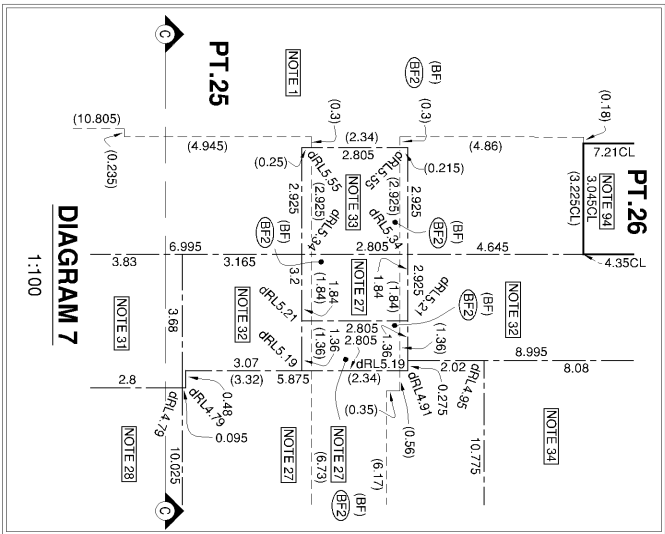 C
PT.25
NOTE 1
(BF)
BF2
(0.18)
(10.805)
(4.945)
(0.3)
(2.34)
(0.3)
(4.86)
7.21CL
PT.26
NOTE 94
3.045CL
(3.225CL)
(0.235)
(0.25)
dRL5.55
2.805
dRL5.55
(0.215)
2.925
(2.925)
NOTE 33
(2.925)
2.925
dRL5.34
dRL5.34
(BF)
BF2
(BF)
BF2
DIAGRAM 7
1:100
6.995
2.805
4.645
4.35CL
3.83
3.165
3.2
NOTE 27
2.925
1.84
(1.84)
1.84
(1.84)
dRL5.21
dRL5.21
(BF)
BF2
NOTE 31
3.68
NOTE 32
NOTE 32
2.805
2.805
1.36
(1.36)
1.36
(1.36)
dRL5.19
dRL5.19
8.995
3.07
(3.32)
5.875
(2.34)
2.02
8.08
2.8
0.48
dRL4.79
dRL4.79
0.095
0.275
dRL4.91
dRL4.95
(0.35)
(0.56)
NOTE 28
10.025
NOTE 27
(6.73)
NOTE 27
(6.17)
10.775
NOTE 34
(BF)
BF2
C